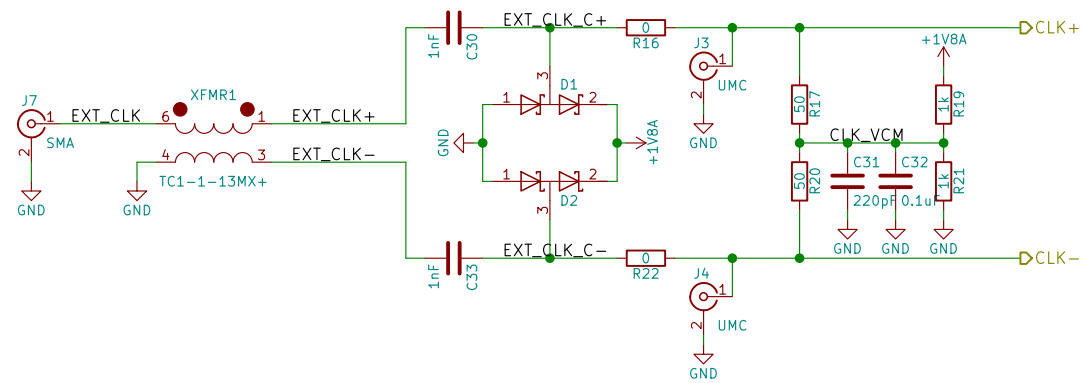 EXT_CLK_C+
1nF
C30
0
R16
CLK+
J3
1
2
UMC
GND
+1V8A
J7
1
2
SMA
GND
EXT_CLK
XFMR1
6
1
4
3
TC1-1-13MX+
GND
EXT_CLK+
EXT_CLK-
3
D1
1
2
GND
+1V8A
1
2
D2
3
50
R17
1k
R19
CLK_VCM
50
R20
C31
220pF
C32
0.1uF
1k
R21
GND
GND
GND
1nF
C33
EXT_CLK_C-
0
R22
CLK-
J4
1
2
UMC
GND